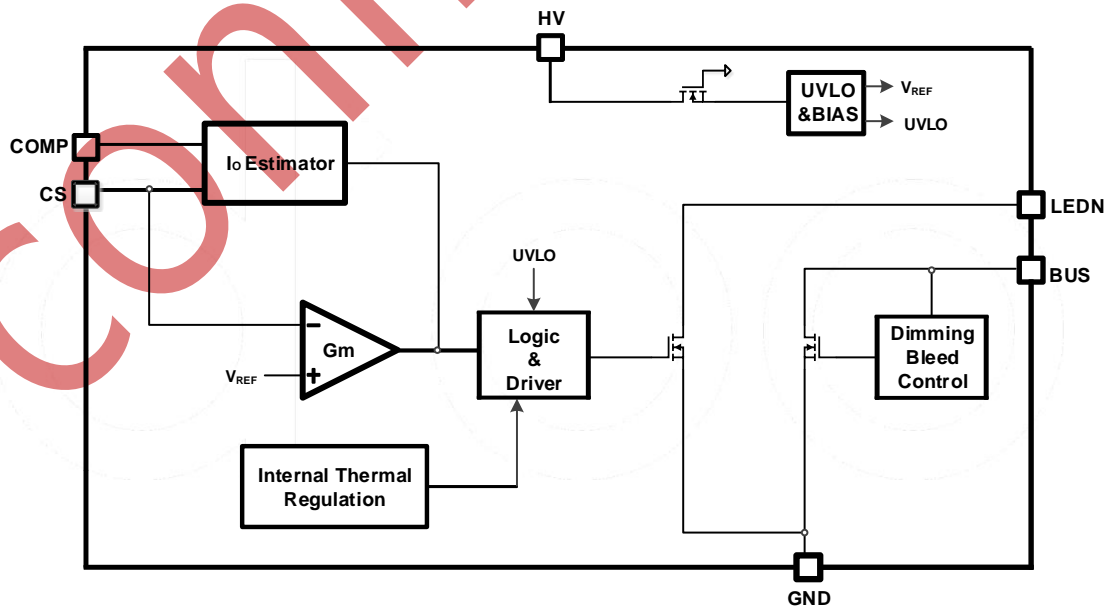 HV
UVLO
&BIAS
VREF
UVLO
COMP
CS
Io Estimator
LEDN
BUS
UVLO
Logic
&
Driver
Gm
VREF
Dimming
Bleed
Control
Internal Thermal
Regulation
GND
Con